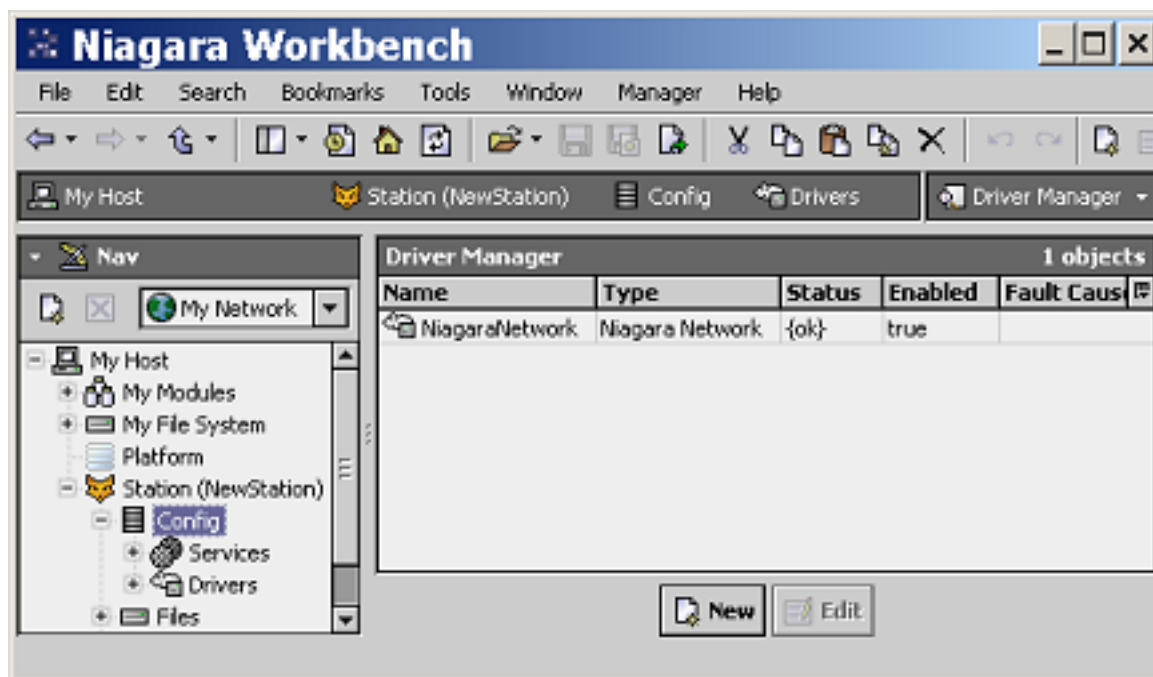 Niagara Workbench
File Edit Search Bookmarks Tools Window Manager Help
My Host Station (NewStation) Config Drivers Driver Manager
Nav
My Network
My Host
My Modules
My File System
Platform
Station (NewStation)
Config
Services
Drivers
Files
Driver Manager 1 objects
Name Type Status Enabled Fault Caus
NiagaraNetwork Niagara Network {ok} true
New Edit